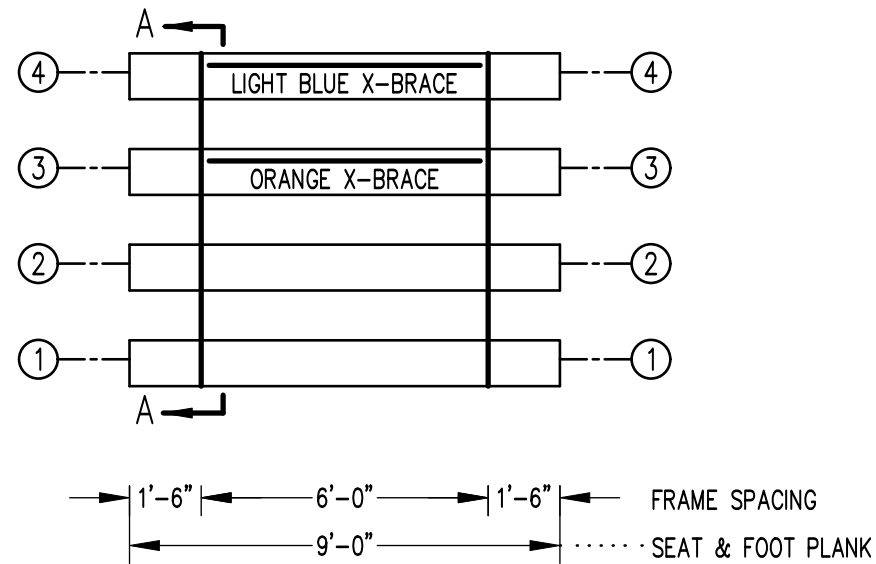 A
4 LIGHT BLUE X-BRACE 4
3 ORANGE X-BRACE 3
2 2
1 1
A
1'-6" 6'-0" 1'-6" FRAME SPACING
9'-0" SEAT & FOOT PLANK